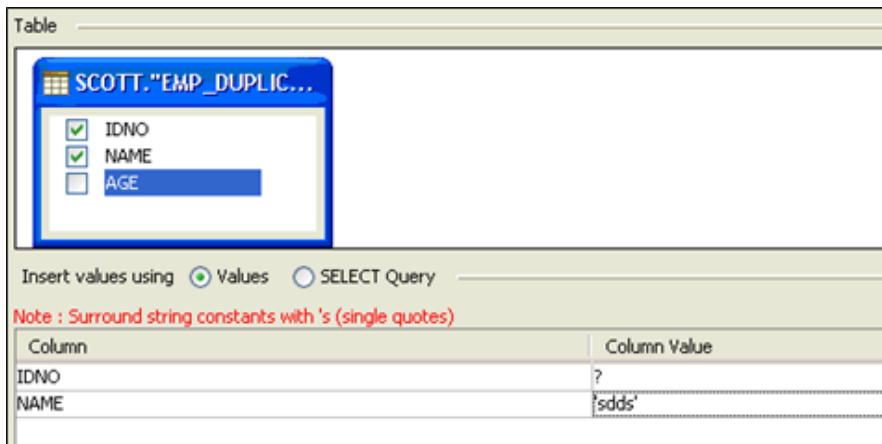 Table
SCOTT."EMP_DUPLIC...
IDNO
NAME
AGE
Insert values using Values SELECT Query
Note : Surround string constants with 's (single quotes)
Column Column Value
IDNO ?
NAME 'sdds'